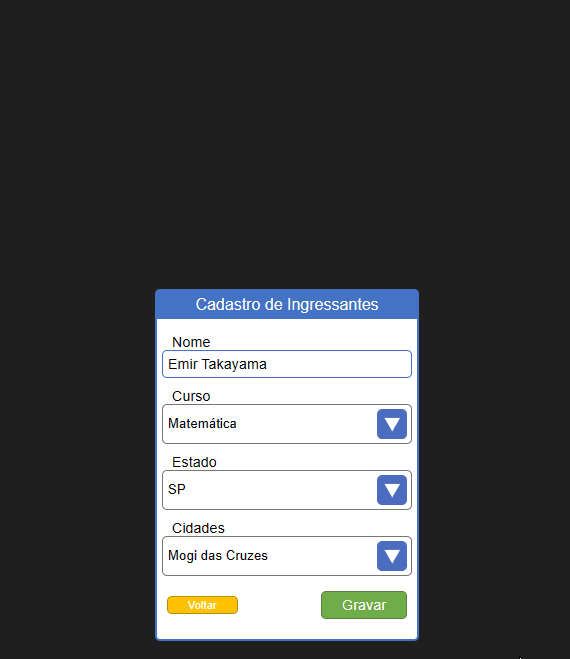 Cadastro de Ingressantes
Nome
Emir Takayama
Curso
Matemática
Estado
SP
Cidades
Mogi das Cruzes
Voltar Gravar